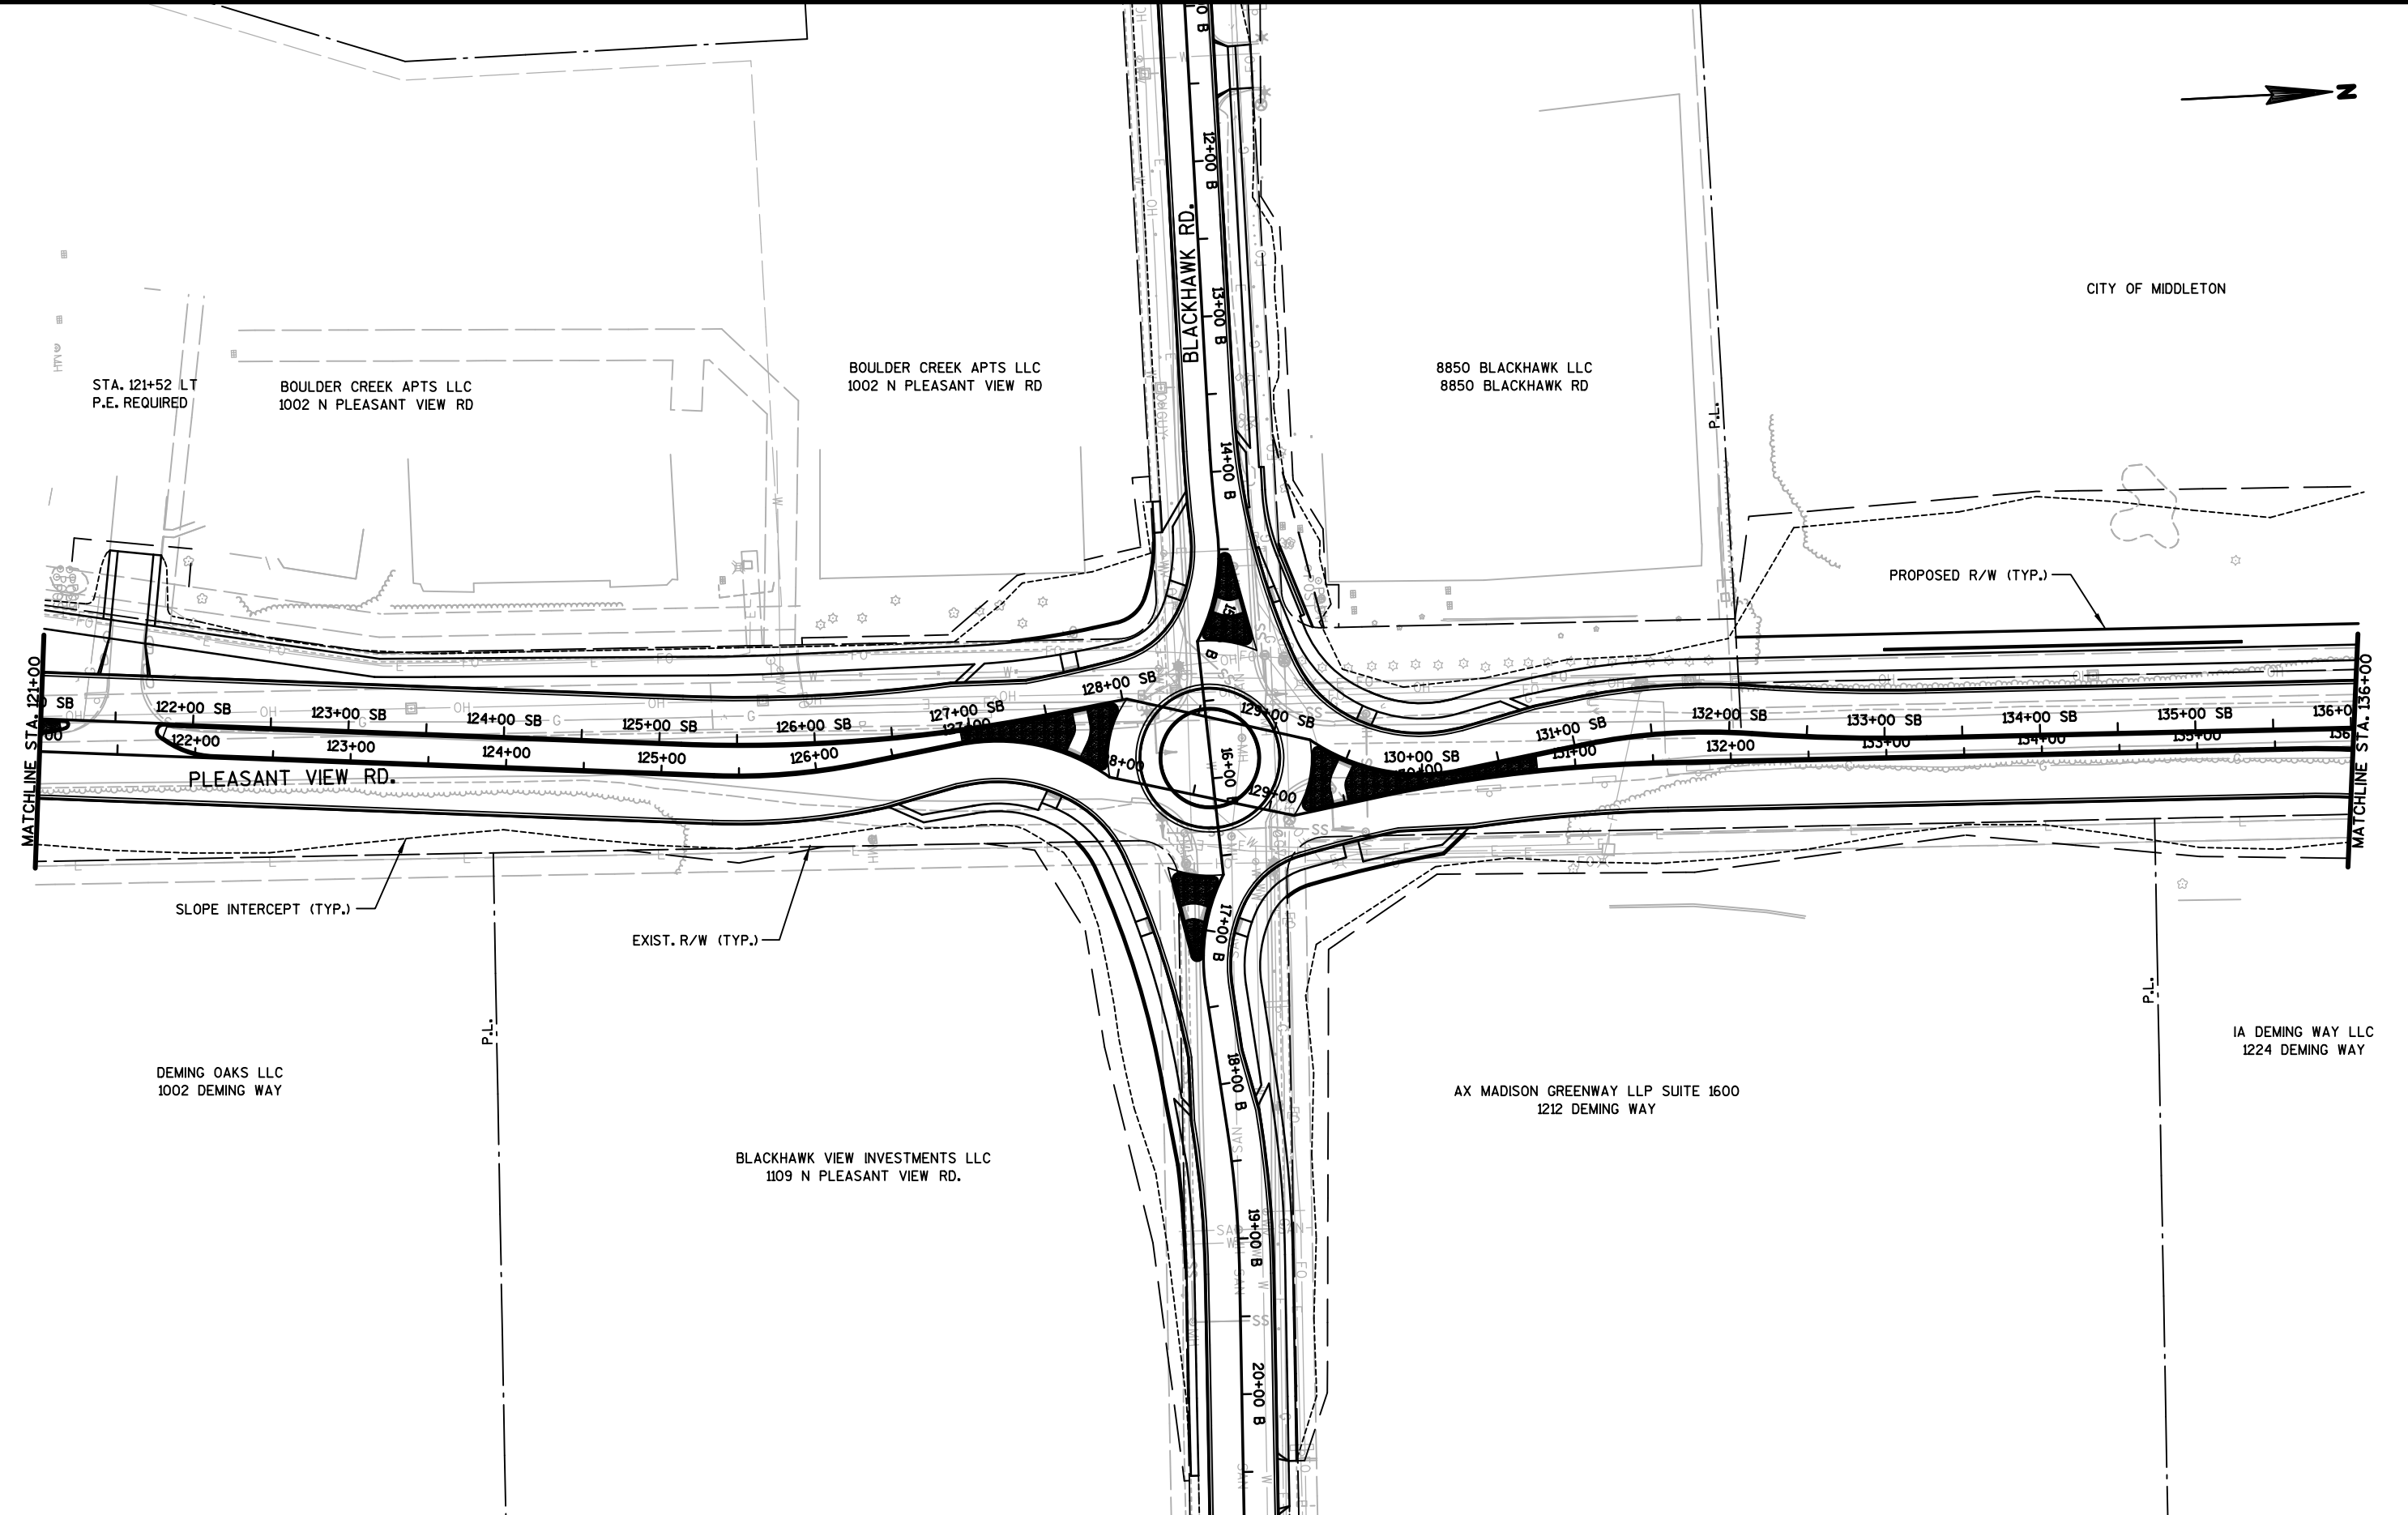 N
BLACKHAWK RD.
12+00 B
13+00 B
14+00 B
CITY OF MIDDLETON
STA. 121+52 LT
P.E. REQUIRED
BOULDER CREEK APTS LLC
1002 N PLEASANT VIEW RD
BOULDER CREEK APTS LLC
1002 N PLEASANT VIEW RD
8850 BLACKHAWK LLC
8850 BLACKHAWK RD
P.L.
PROPOSED R/W (TYP.)
MATCHLINE STA. 121+00
122+00 SB
123+00 SB
124+00 SB
125+00 SB
126+00 SB
127+00 SB
128+00 SB
129+00 SB
130+00 SB
131+00 SB
132+00 SB
133+00 SB
134+00 SB
135+00 SB
122+00
123+00
124+00
125+00
126+00
129+00
131+00
132+00
133+00
134+00
135+00
16+00 B
MATCHLINE STA. 136+00
PLEASANT VIEW RD.
SLOPE INTERCEPT (TYP.)
EXIST. R/W (TYP.)
17+00 B
18+00 B
19+00 B
20+00 B
P.L.
P.L.
DEMING OAKS LLC
1002 DEMING WAY
BLACKHAWK VIEW INVESTMENTS LLC
1109 N PLEASANT VIEW RD.
AX MADISON GREENWAY LLP SUITE 1600
1212 DEMING WAY
IA DEMING WAY LLC
1224 DEMING WAY